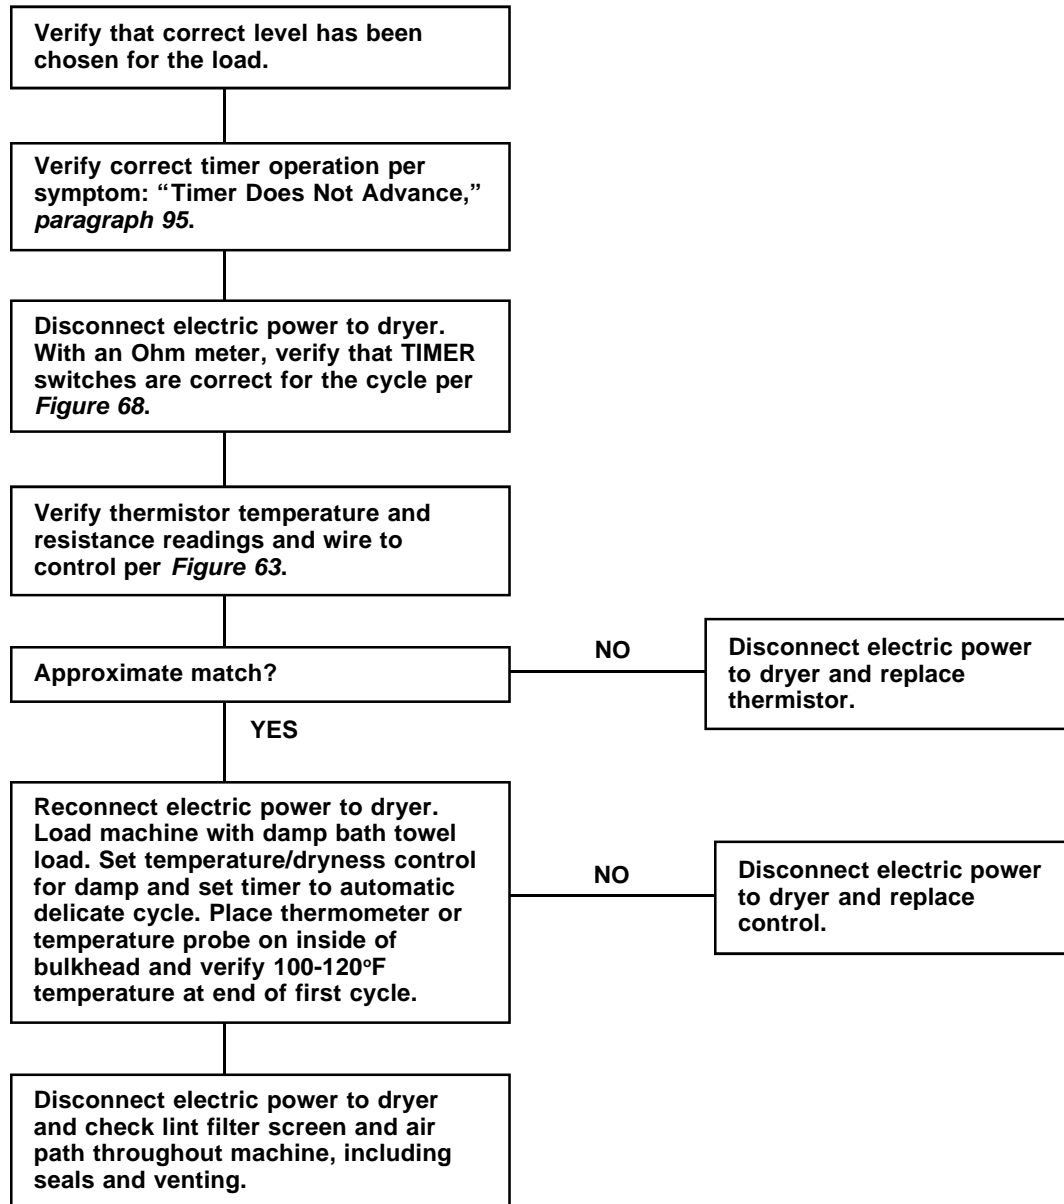 Verify that correct level has been
chosen for the load.
Verify correct timer operation per
symptom: “Timer Does Not Advance,”
paragraph 95.
Disconnect electric power to dryer.
With an Ohm meter, verify that TIMER
switches are correct for the cycle per
Figure 68.
Verify thermistor temperature and
resistance readings and wire to
control per Figure 63.
Approximate match?
NO
Disconnect electric power
to dryer and replace
thermistor.
YES
Reconnect electric power to dryer.
Load machine with damp bath towel
load. Set temperature/dryness control
for damp and set timer to automatic
delicate cycle. Place thermometer or
temperature probe on inside of
bulkhead and verify 100-120°F
temperature at end of first cycle.
NO
Disconnect electric power
to dryer and replace
control.
Disconnect electric power to dryer
and check lint filter screen and air
path throughout machine, including
seals and venting.